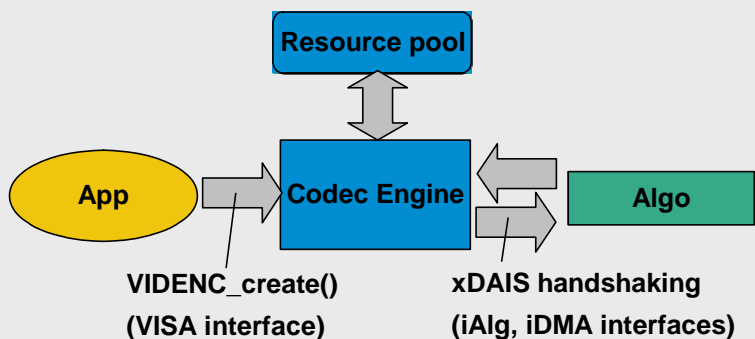 Resource pool
App
Codec Engine
Algo
VIDENC_create()
(VISA interface)
xDAIS handshaking
(iAlg, iDMA interfaces)